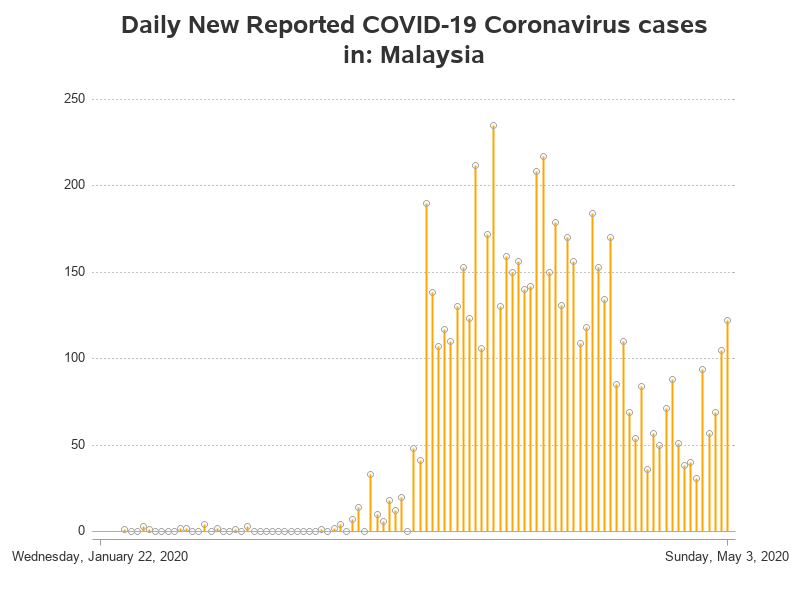 Daily New Reported COVID-19 Coronavirus cases
in: Malaysia
250
200
150
100
50
0
Wednesday, January 22, 2020
Sunday, May 3, 2020